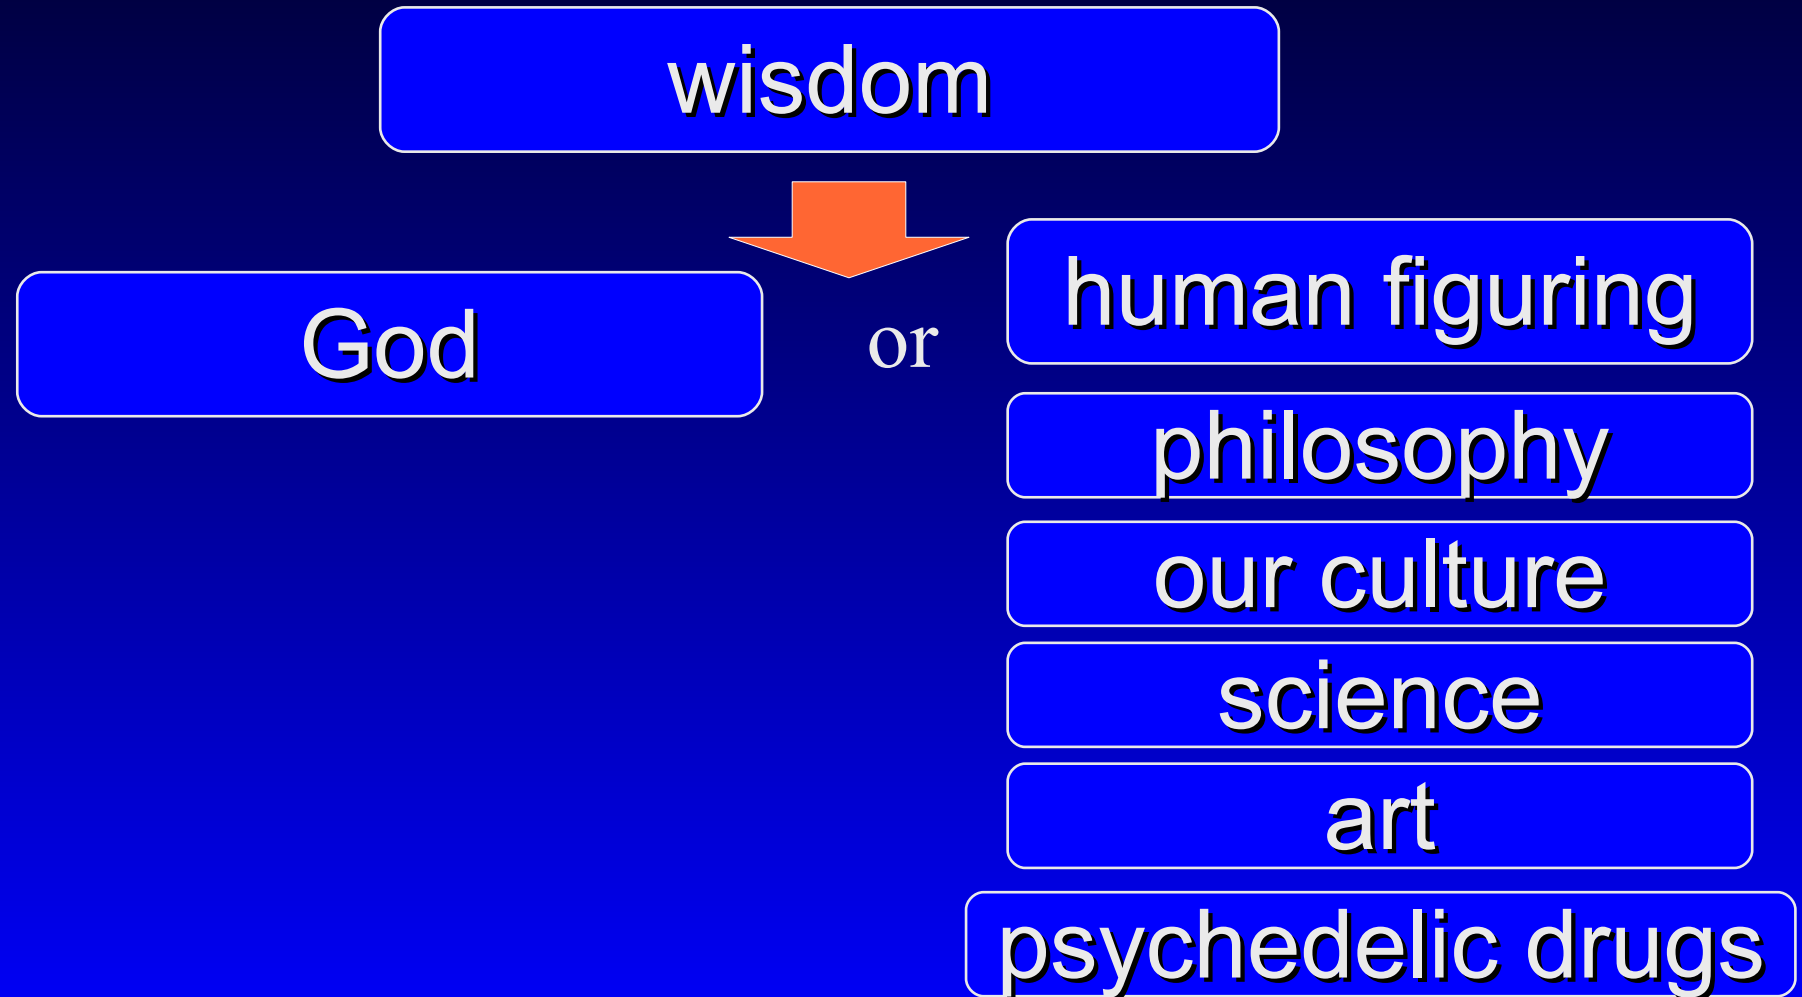 wisdom
God
or
human figuring
philosophy
our culture
science
art
psychedelic drugs